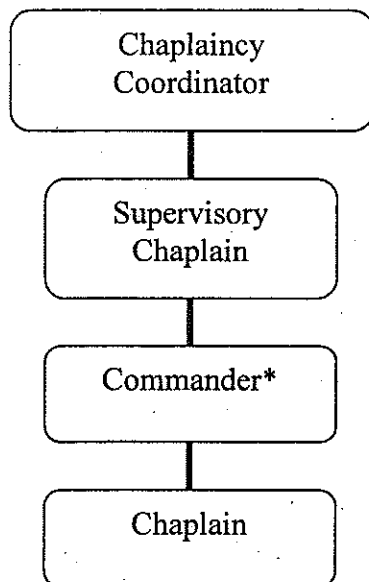 Chaplaincy
Coordinator
Supervisory
Chaplain
Commander*
Chaplain